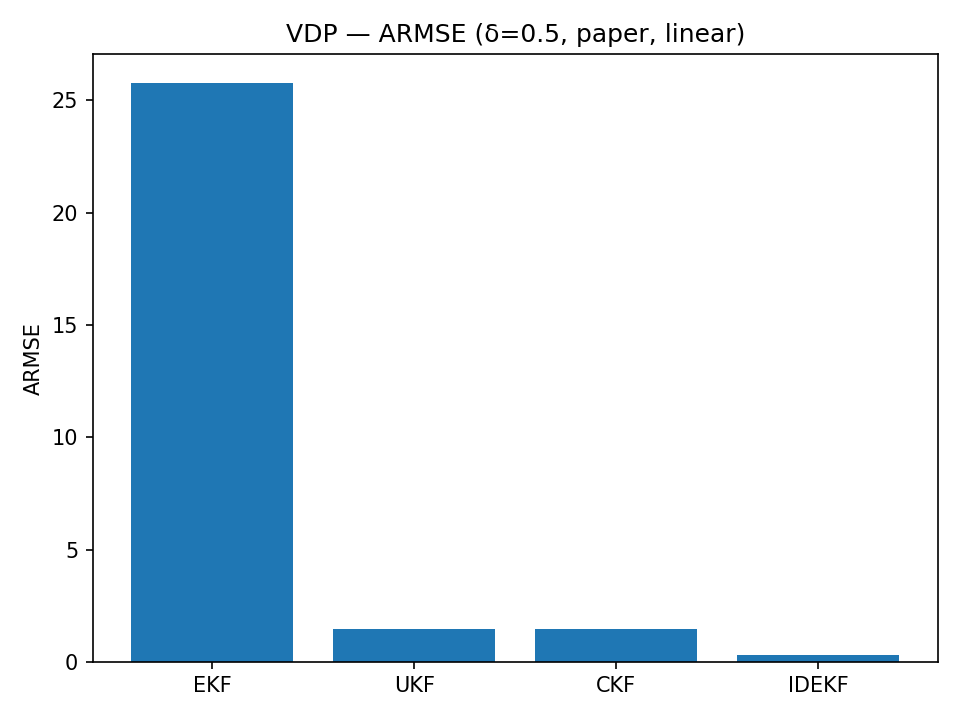 VDP — ARMSE (δ=0.5, paper, linear)
25
20
15
10
5
0
ARMSE
EKF
UKF
CKF
IDEKF